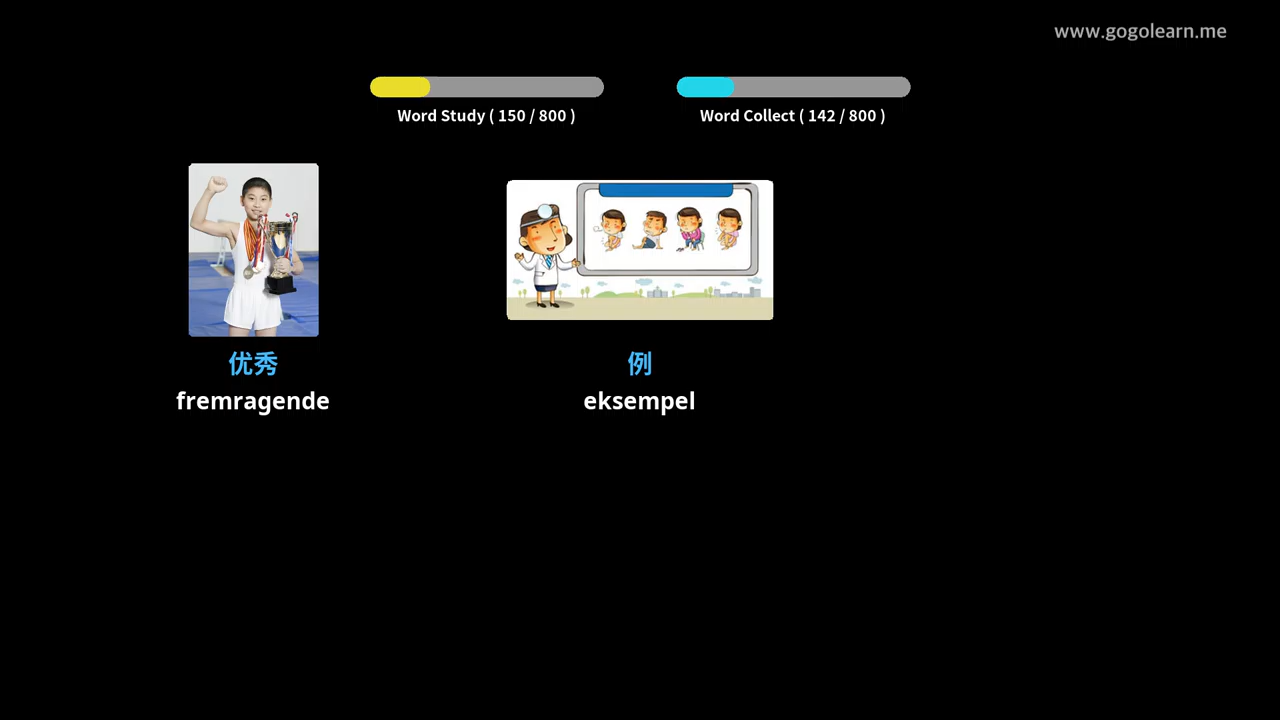 www.gogolearn.me
Word Study ( 150 / 800 )
Word Collect ( 142 / 800 )
优秀
fremragende
例
eksempel